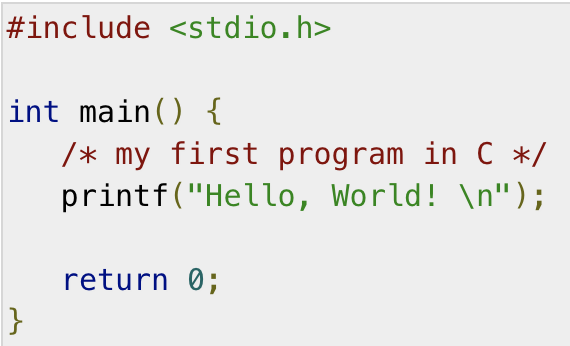 #include <stdio.h>
int main() {
/* my first program in C */
printf("Hello, World! \n");
return 0;
}